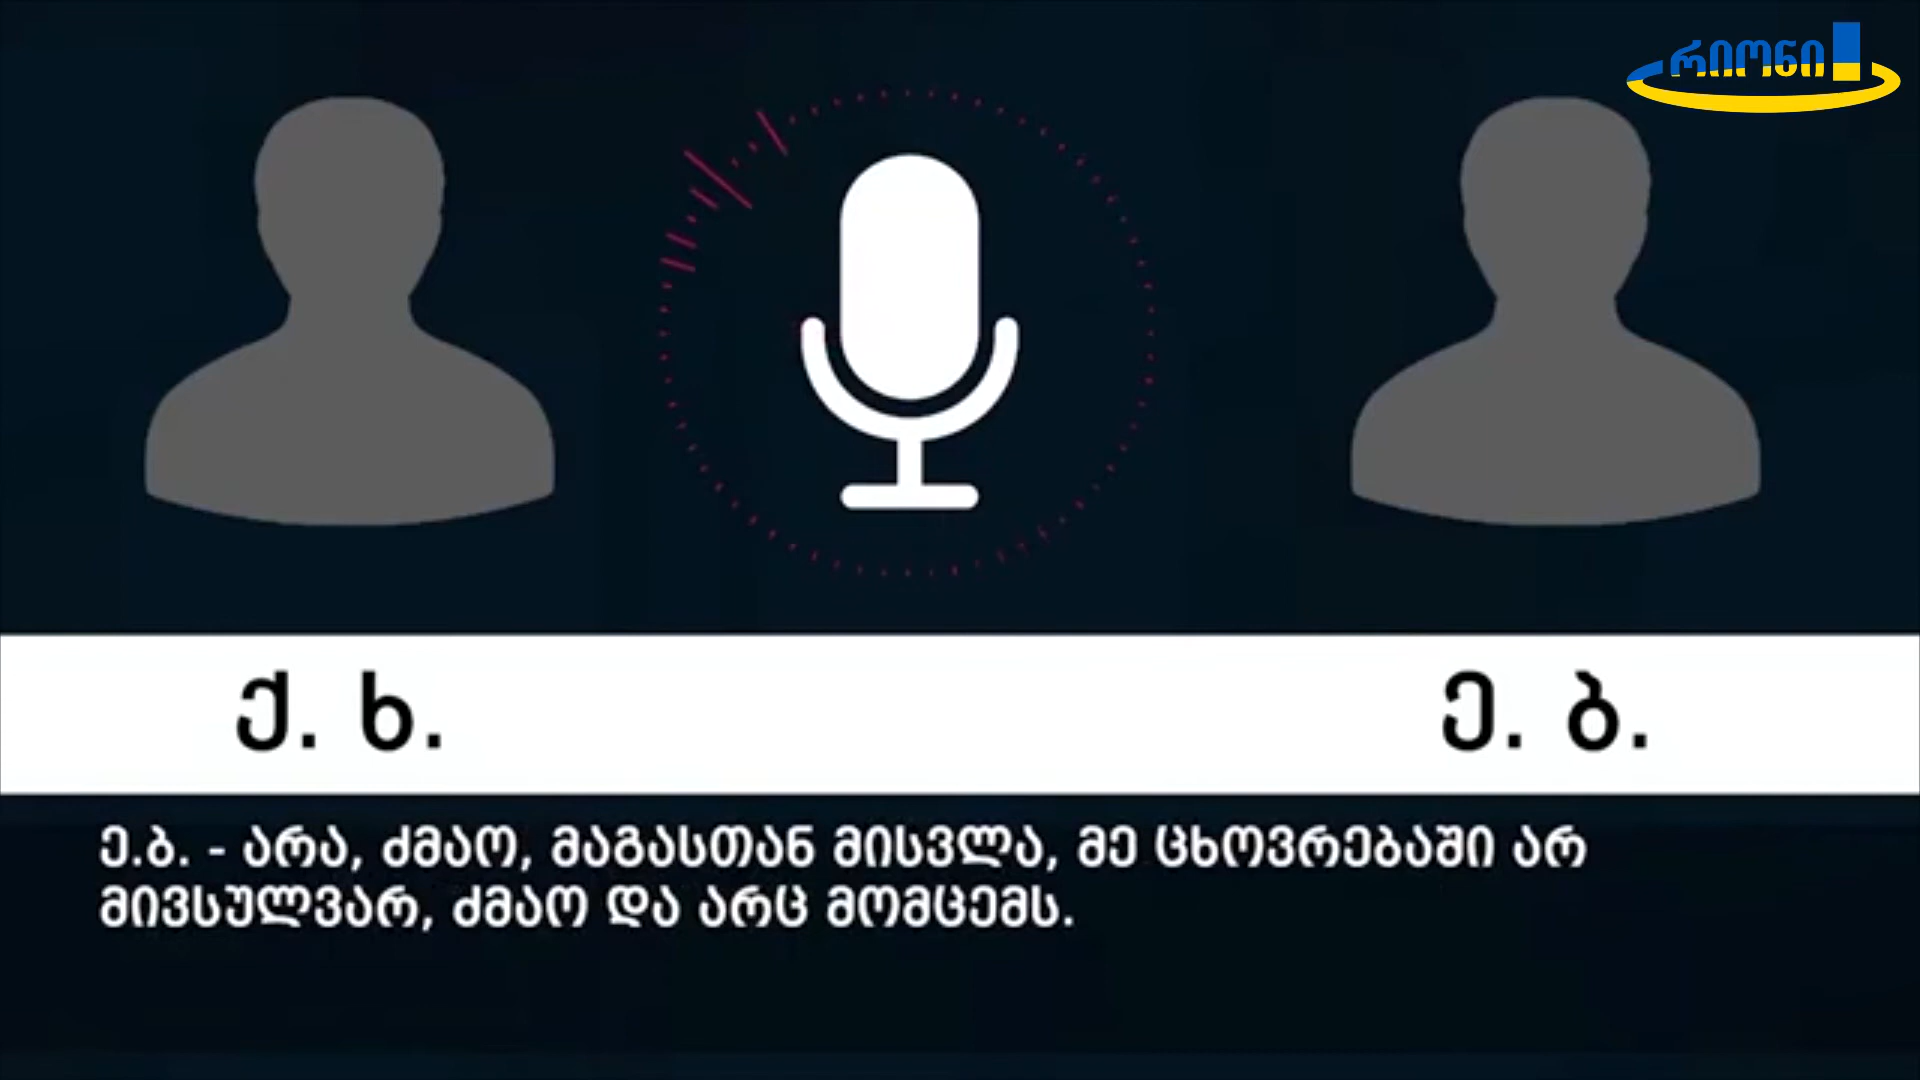 რიონი
ქ. ხ.
ე. ბ.
ე.ბ. - არა, ძმაო, მაგასთან მისვლა, მე ცხოვრებაში არ
მივსულვარ, ძმაო და არც მომცემს.